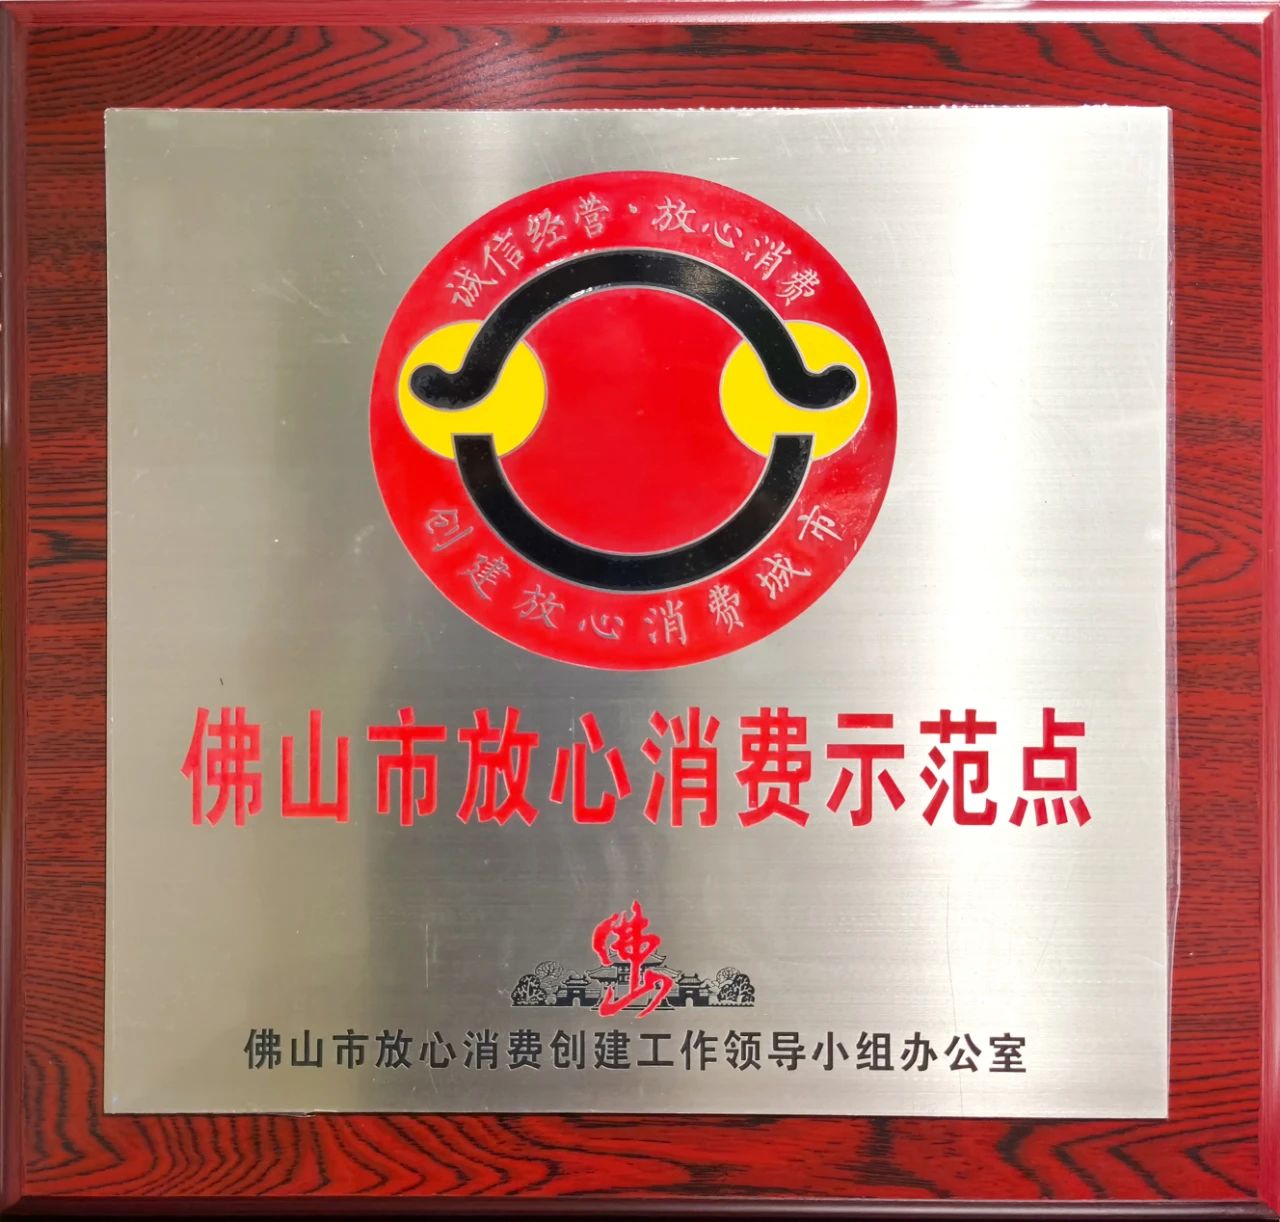 诚信经营·放心消费
创建放心消费城市
佛山市放心消费示范点
佛山
佛山市放心消费创建工作领导小组办公室